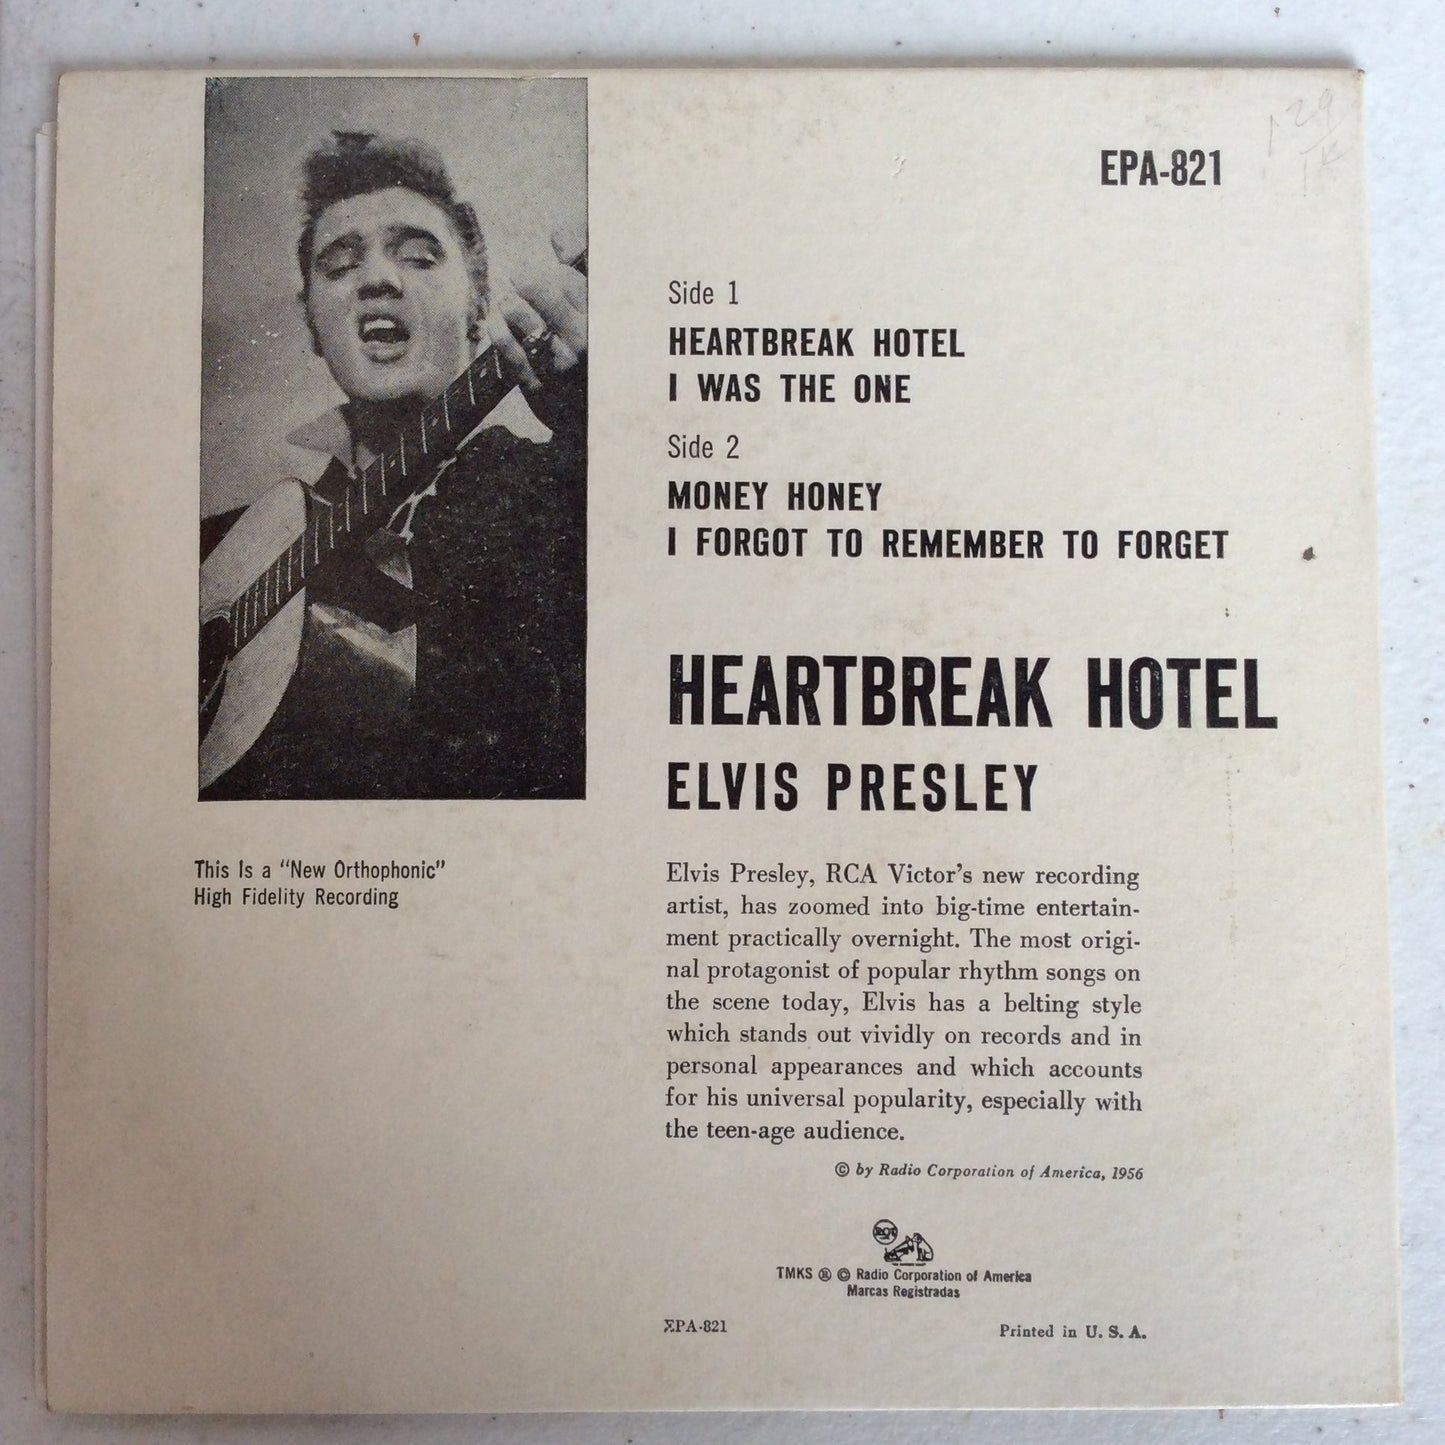 EPA-821
Side 1
HEARTBREAK HOTEL
I WAS THE ONE
Side 2
MONEY HONEY
I FORGOT TO REMEMBER TO FORGET
HEARTBREAK HOTEL
ELVIS PRESLEY
This Is a "New Orthophonic"
High Fidelity Recording
Elvis Presley, RCA Victor's new recording
artist, has zoomed into big-time entertain-
ment practically overnight. The most origi-
nal protagonist of popular rhythm songs on
the scene today, Elvis has a belting style
which stands out vividly on records and in
personal appearances and which accounts
for his universal popularity, especially with
the teen-age audience.
© by Radio Corporation of America, 1956
TMKS ® © Radio Corporation of America
Marcas Registradas
EPA-821
Printed in U. S. A.